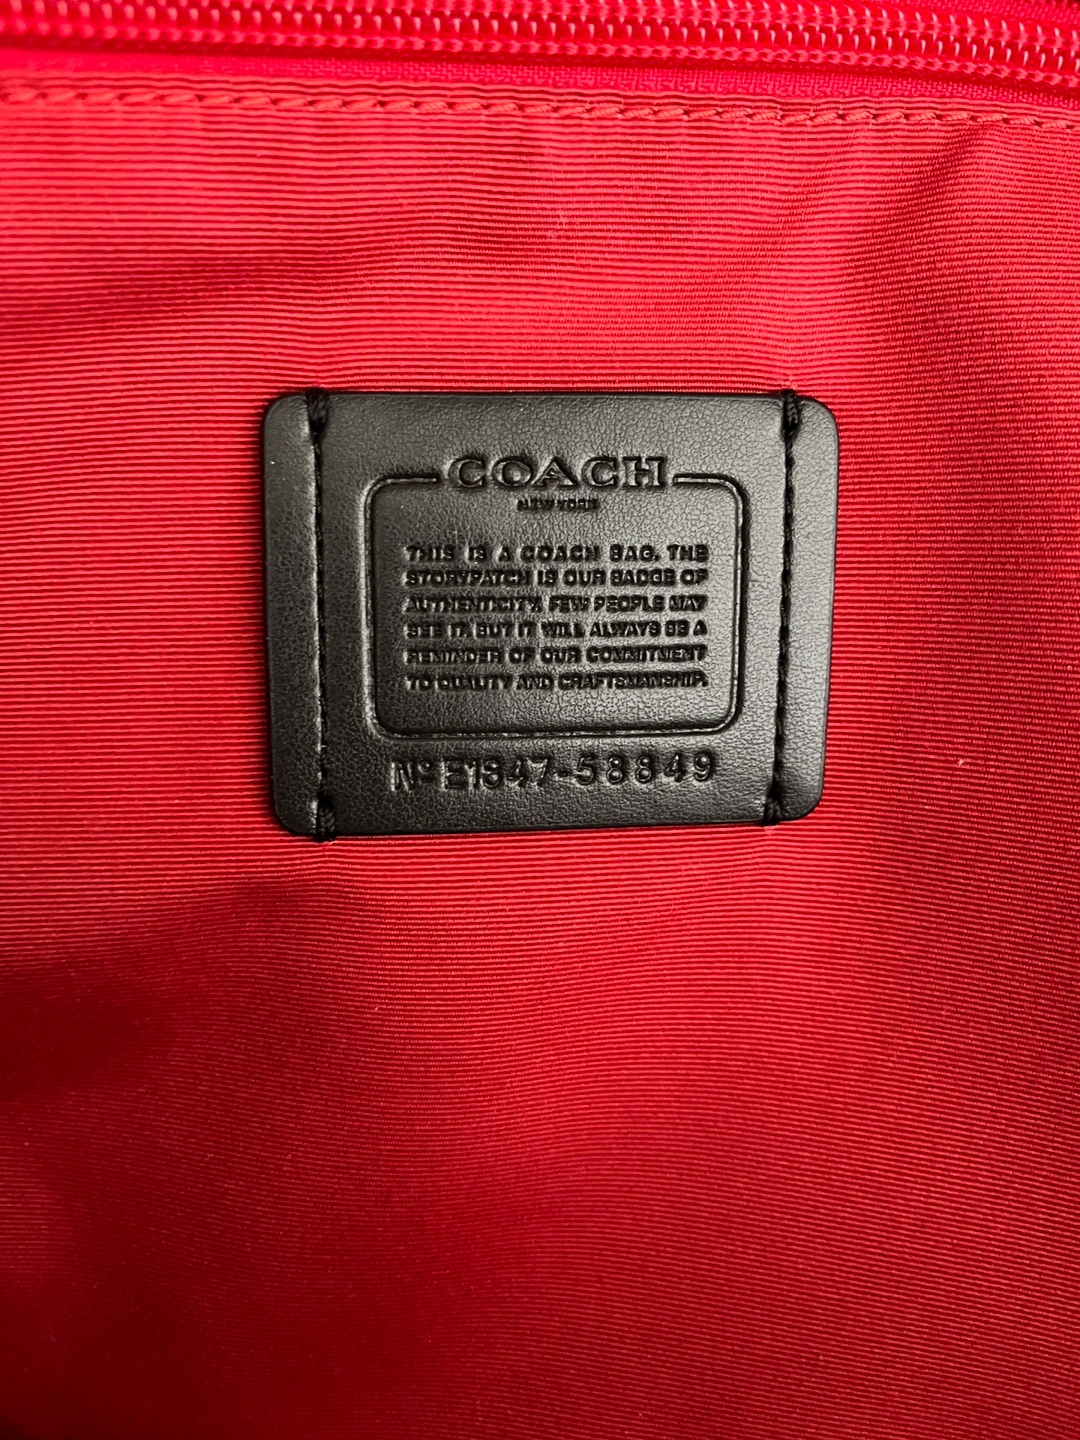 COACH
NEW YORK
THIS IS A COACH BAG. THE
STORYPATCH IS OUR BADGE OF
AUTHENTICITY. FEW PEOPLE MAY
SEE IT, BUT IT WILL ALWAYS BE A
REMINDER OF OUR COMMITMENT
TO QUALITY AND CRAFTSMANSHIP.
Nº E1847-58849